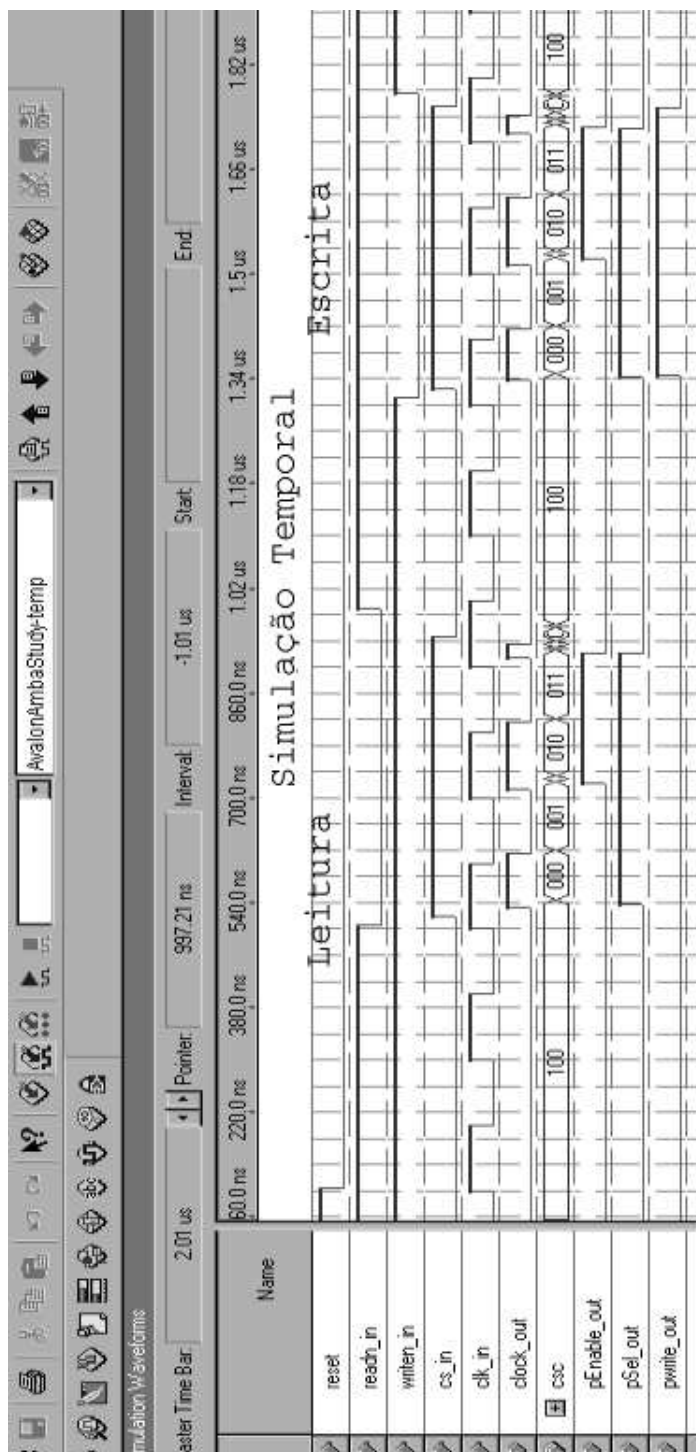 AvalonAmbaStudy-temp
mulation Waveforms
aster Time Bar: 2.01 us Pointer: 997.21 ns Interval: -1.01 us Start: End:
Name
60.0 ns 220.0 ns 380.0 ns 540.0 ns 700.0 ns 860.0 ns 1.02 us 1.18 us 1.34 us 1.5 us 1.66 us 1.82 us
Simulação Temporal
Leitura Escrita
reset
readn_in
writen_in
cs_in
clk_in
clock_out
csc 100 000 001 010 011 100 000 001 010 011 100
pEnable_out
pSel_out
pwrite_out